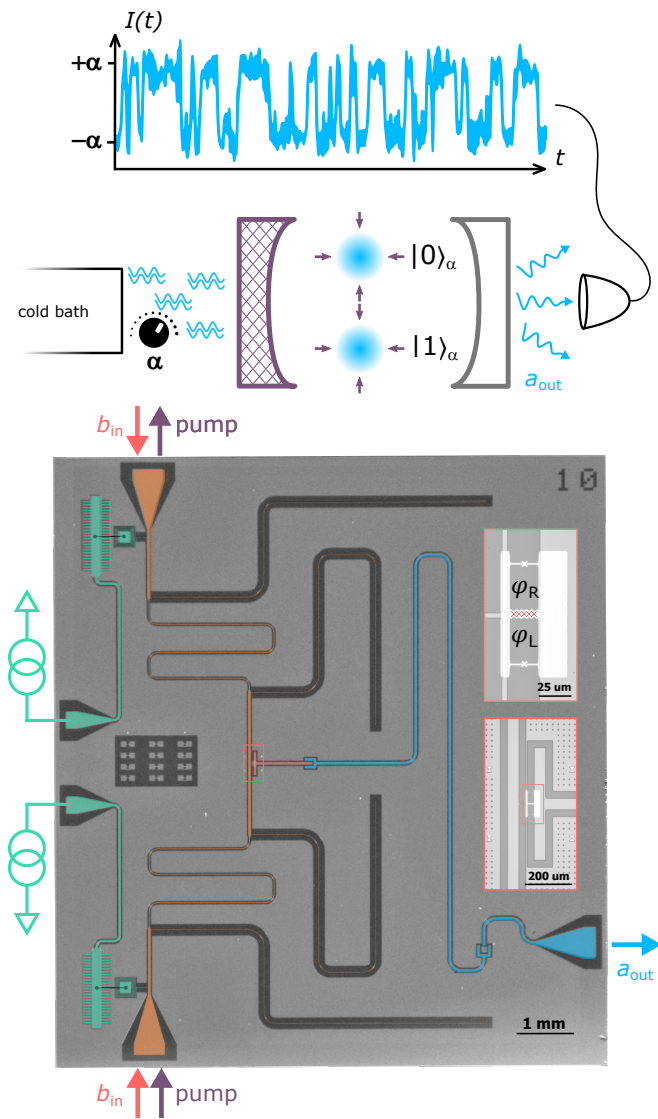 I(t)
+α
−α
t
cold bath
α
|0⟩α
|1⟩α
aout
bin
pump
10
φR
φL
25 um
200 um
aout
1 mm
bin
pump